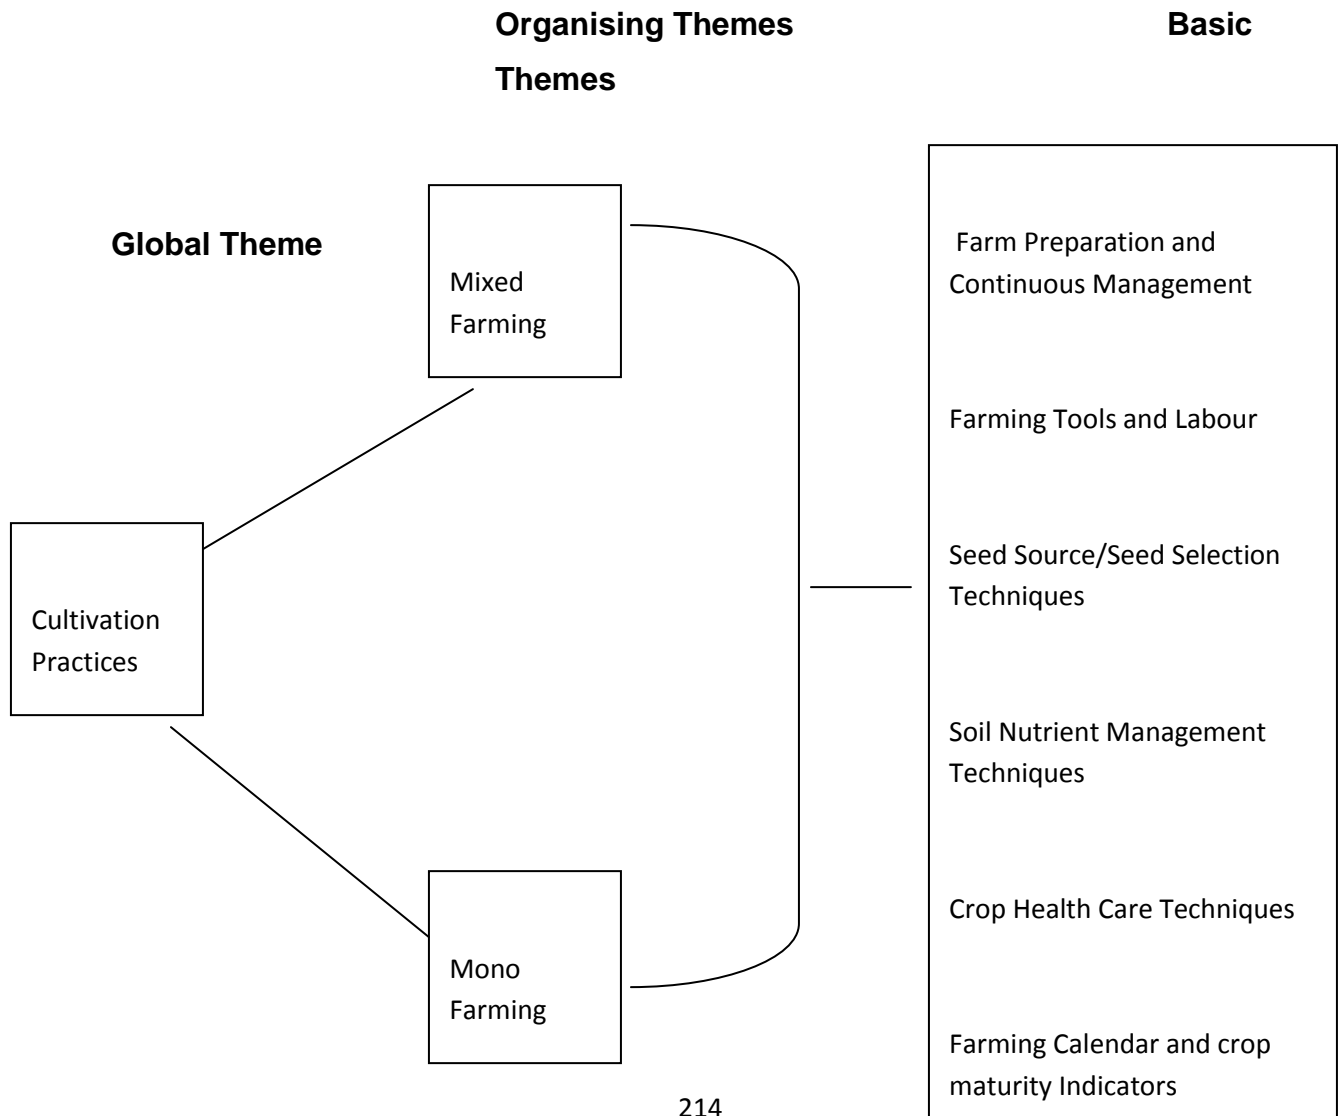 Organising Themes Basic
Themes
Global Theme
Mixed
Farming
Cultivation
Practices
Mono
Farming
Farm Preparation and
Continuous Management
Farming Tools and Labour
Seed Source/Seed Selection
Techniques
Soil Nutrient Management
Techniques
Crop Health Care Techniques
Farming Calendar and crop
maturity Indicators
214